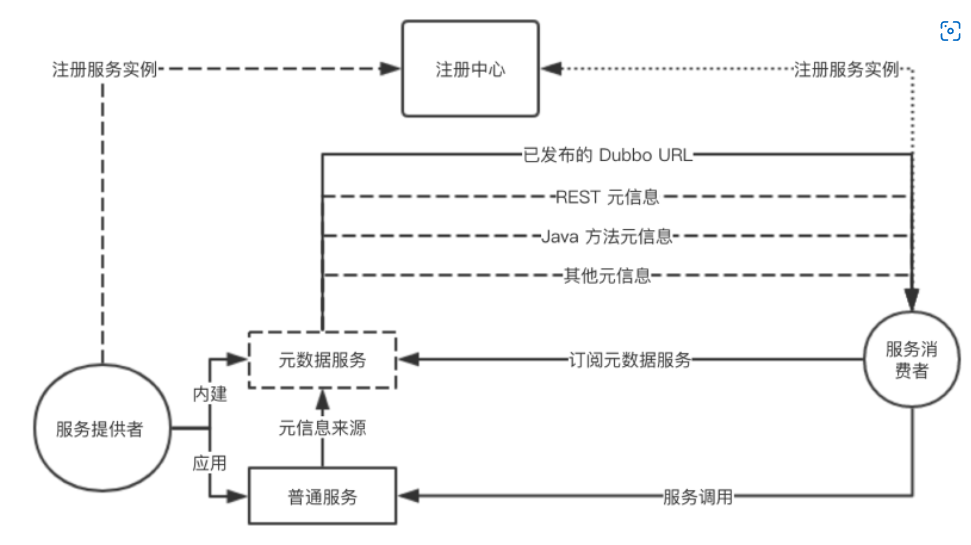 注册服务实例
注册中心
注册服务实例
已发布的 Dubbo URL
REST 元信息
Java 方法元信息
其他元信息
元数据服务
订阅元数据服务
服务消
费者
内建
服务提供者
元信息来源
应用
普通服务
服务调用